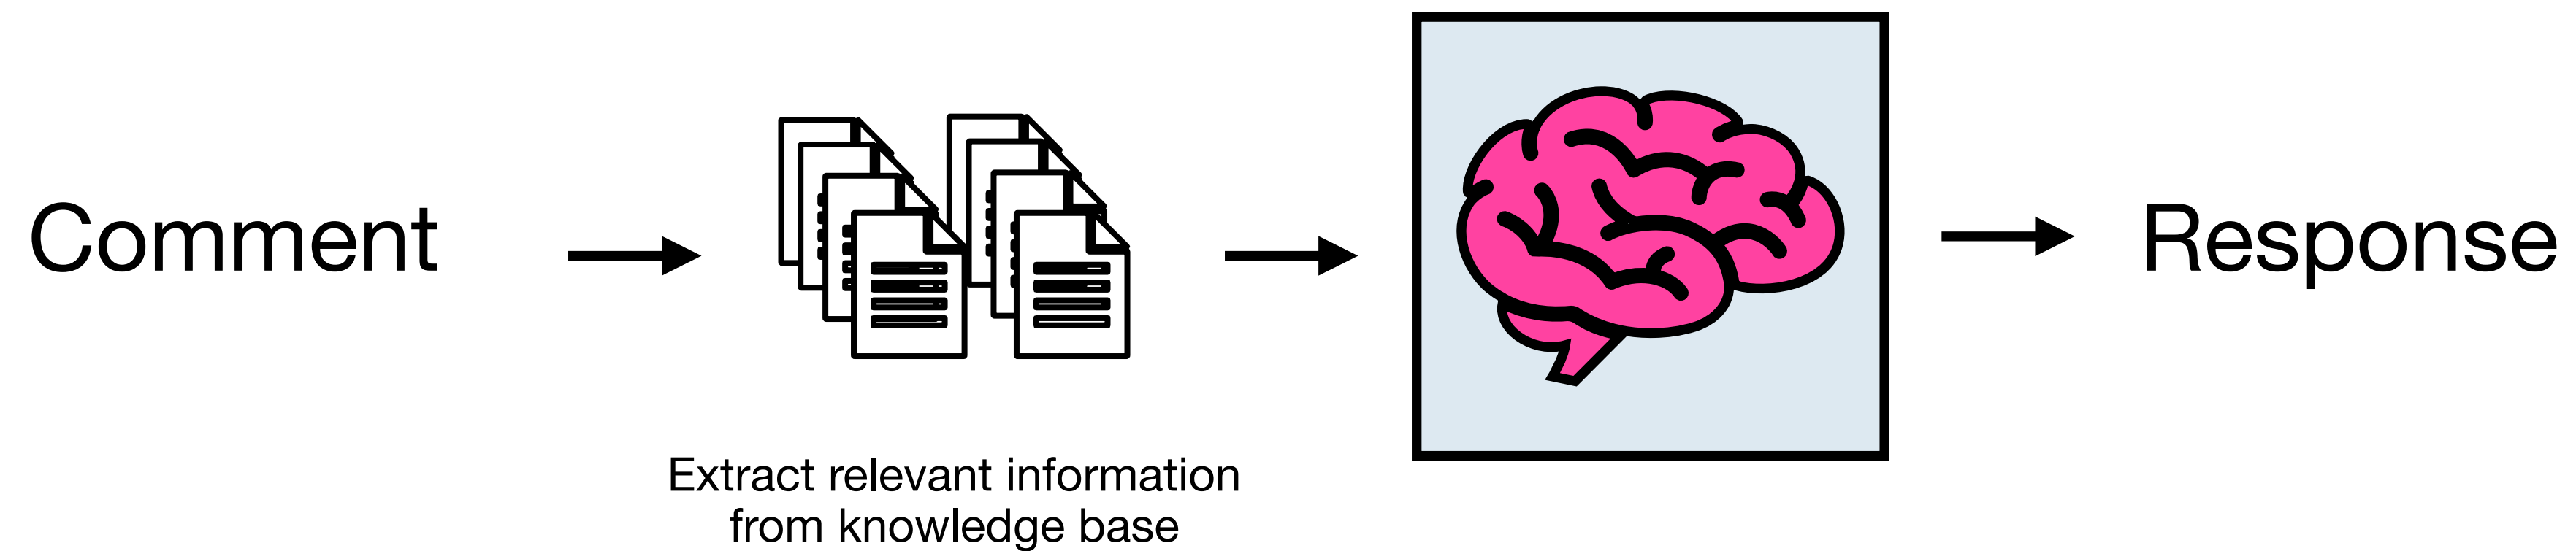 Comment
Extract relevant information
from knowledge base
Response